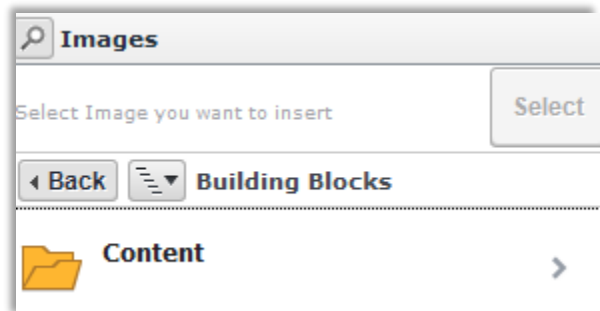 Images
Select Image you want to insert
Select
Back
Building Blocks
Content